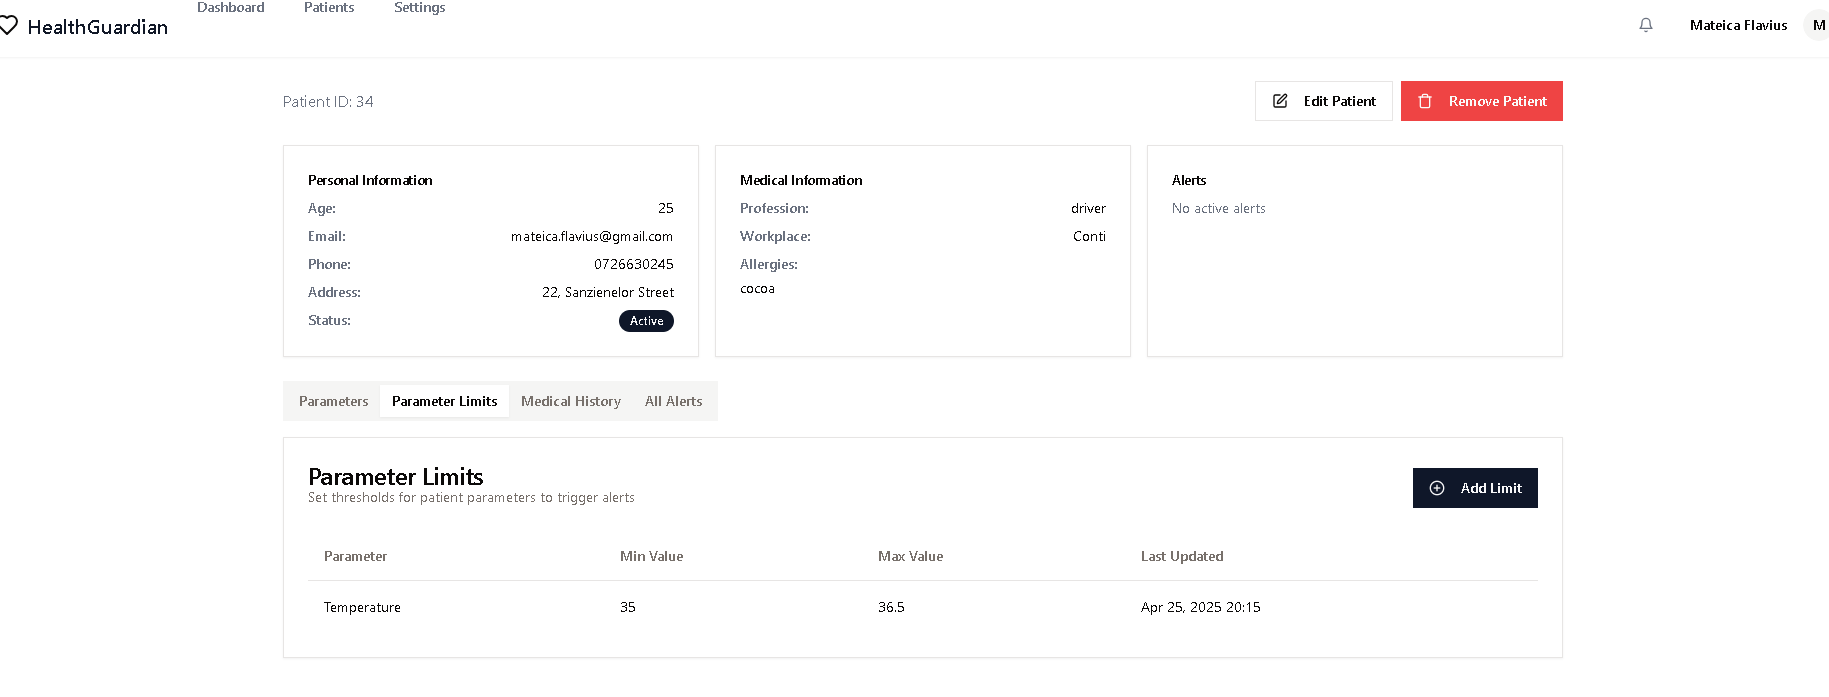 Dashboard Patients Settings
HealthGuardian
Mateica Flavius M
Patient ID: 34
Edit Patient
Remove Patient
Personal Information
Age: 25
Email: mateica.flavius@gmail.com
Phone: 0726630245
Address: 22, Sanzienelor Street
Status: Active
Medical Information
Profession: driver
Workplace: Conti
Allergies:
cocoa
Alerts
No active alerts
Parameters Parameter Limits Medical History All Alerts
Parameter Limits
Set thresholds for patient parameters to trigger alerts
Add Limit
Parameter Min Value Max Value Last Updated
Temperature 35 36.5 Apr 25, 2025 20:15